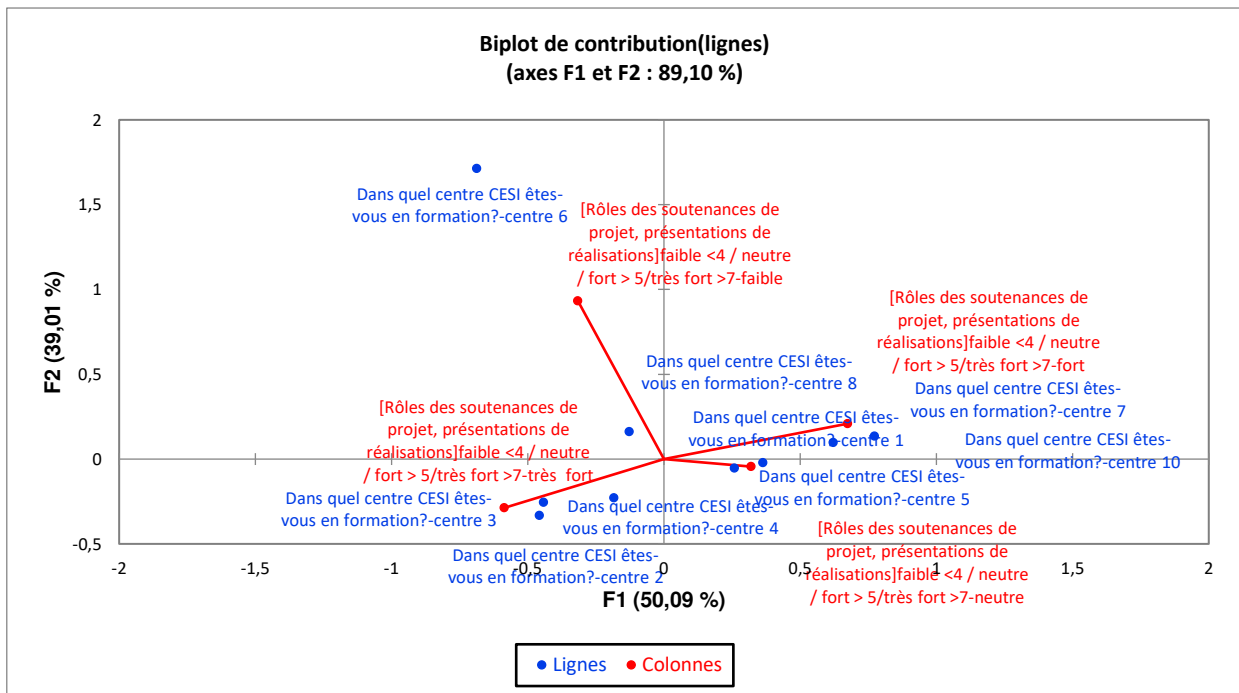 Biplot de contribution(lignes)
(axes F1 et F2 : 89,10 %)
2
1,5
1
0,5
0
-0,5
F2 (39,01 %)
Dans quel centre CESI êtes-
vous en formation?-centre 6
[Rôles des soutenances de
projet, présentations de
réalisations]faible <4 / neutre
/ fort > 5/très fort >7-faible
[Rôles des soutenances de
projet, présentations de
réalisations]faible <4 / neutre
/ fort > 5/très fort >7-fort
Dans quel centre CESI êtes-
vous en formation?-centre 8
Dans quel centre CESI êtes-
vous en formation?-centre 7
[Rôles des soutenances de
projet, présentations de
réalisations]faible <4 / neutre
/ fort > 5/très fort >7-très fort
Dans quel centre CESI êtes-
vous en formation?-centre 1
Dans quel centre CESI êtes-
vous en formation?-centre 10
Dans quel centre CESI êtes-
vous en formation?-centre 3
Dans quel centre CESI êtes-
vous en formation?-centre 4
Dans quel centre CESI êtes-
vous en formation?-centre 5
Dans quel centre CESI êtes-
vous en formation?-centre 2
[Rôles des soutenances de
projet, présentations de
réalisations]faible <4 / neutre
/ fort > 5/très fort >7-neutre
-2 -1,5 -1 -0,5 0 0,5 1 1,5 2
F1 (50,09 %)
Lignes Colonnes